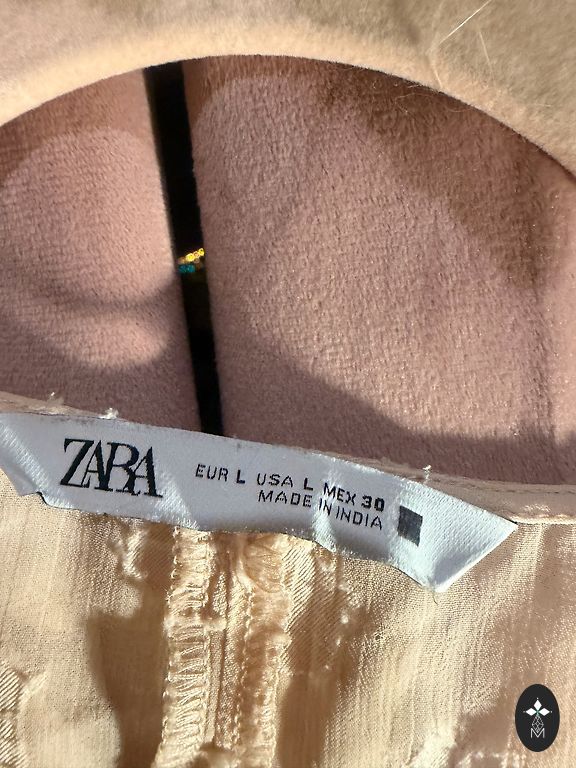 ZARA
EUR L USA L MEX 30
MADE IN INDIA
M